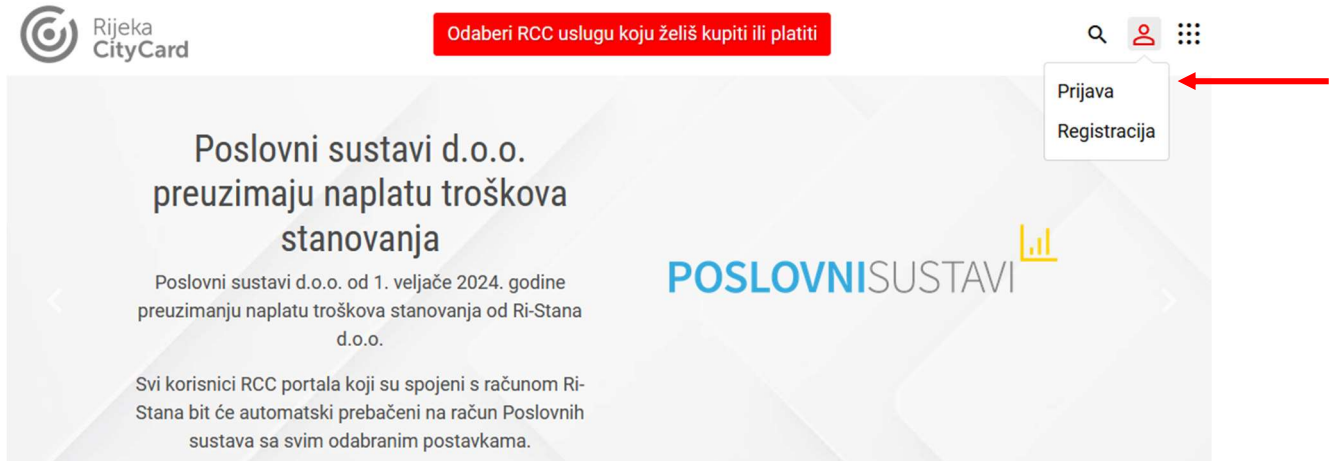 Rijeka
CityCard
Odaberi RCC uslugu koju želiš kupiti ili platiti
Prijava
Registracija
Poslovni sustavi d.o.o.
preuzimaju naplatu troškova
stanovanja
Poslovni sustavi d.o.o. od 1. veljače 2024. godine
preuzimanju naplatu troškova stanovanja od Ri-Stana
d.o.o.
Svi korisnici RCC portala koji su spojeni s računom Ri-
Stana bit će automatski prebačeni na račun Poslovnih
sustava sa svim odabranim postavkama.
POSLOVNISUSTAVI